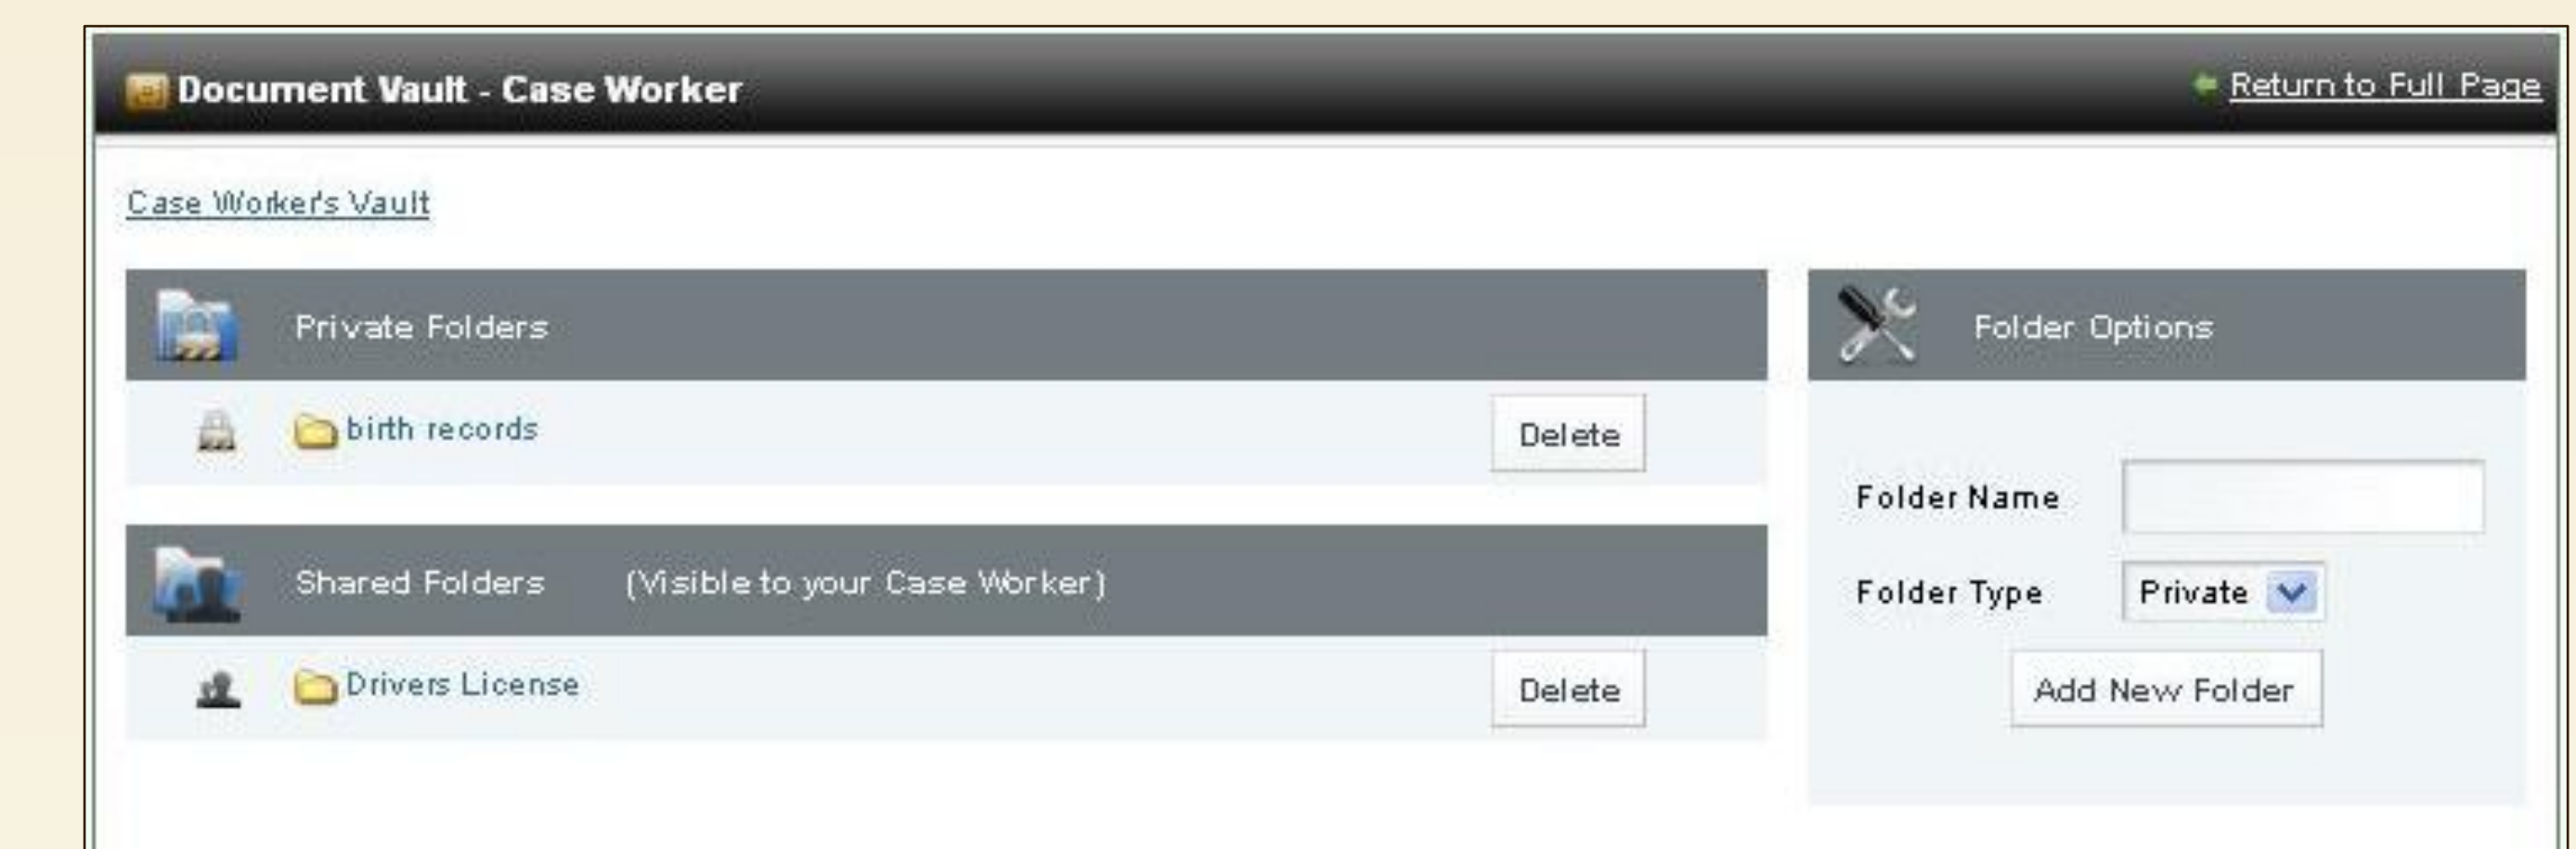 Document Vault - Case Worker
Return to Full Page
Case Worker's Vault
Private Folders
birth records
Delete
Shared Folders (Visible to your Case Worker)
Drivers License
Delete
Folder Options
Folder Name
Folder Type Private
Add New Folder